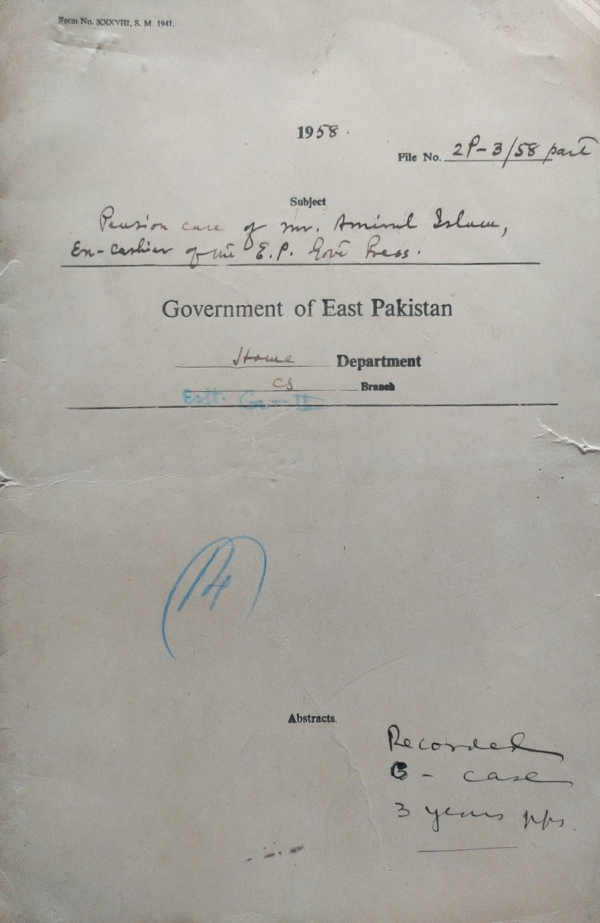 Form No. XXXVIII, S. M 1941.
1958.
File No. 2P-3/58 part
Subject
Pension case of Mr. Aminul Islam,
Ex-cashier of the E.P. Govt Press.
Government of East Pakistan
Home Department
CS Branch
Estt.
(14)
Abstracts.
Recorded
case
3 years